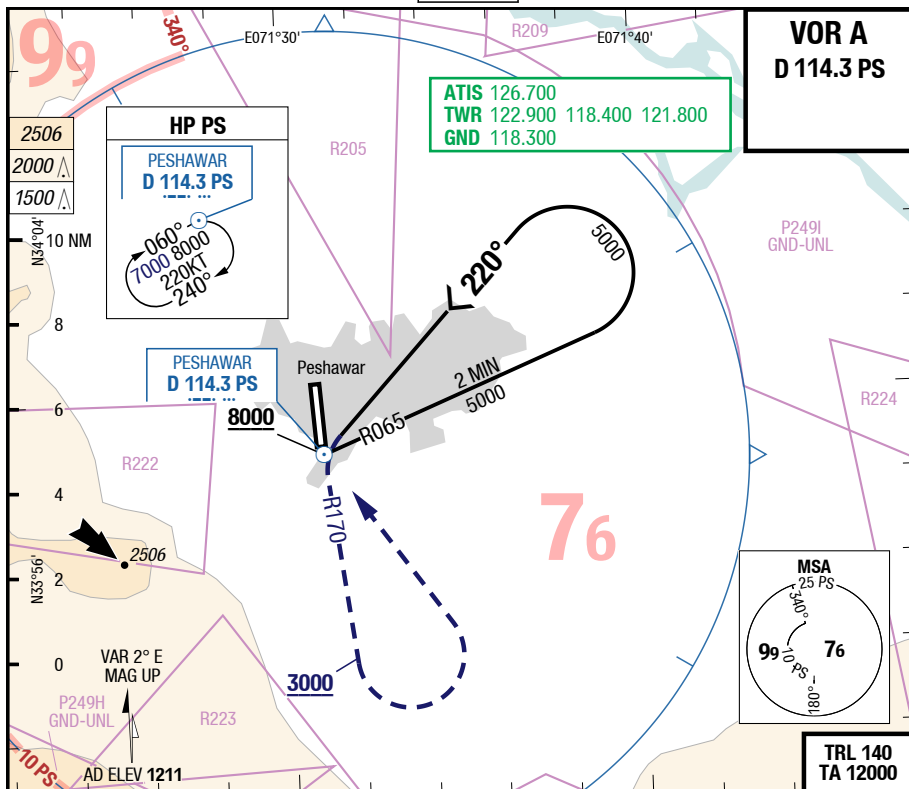 99
340°
E071°30'
R209
E071°40'
VOR A
D 114.3 PS
ATIS 126.700
TWR 122.900 118.400 121.800
GND 118.300
2506
2000
1500
HP PS
PESHAWAR
D 114.3 PS
060°
7000 8000
220KT
240°
R205
P249I
GND-UNL
N34°04'
10 NM
8
6
4
2
0
5000
220°
PESHAWAR
D 114.3 PS
8000
Peshawar
R065
2 MIN
5000
R224
R222
R170
76
2506
N33°56'
3000
VAR 2° E
MAG UP
P249H
GND-UNL
R223
10 PS
AD ELEV 1211
MSA
25 PS
340°
99
10 PS
76
180°
TRL 140
TA 12000